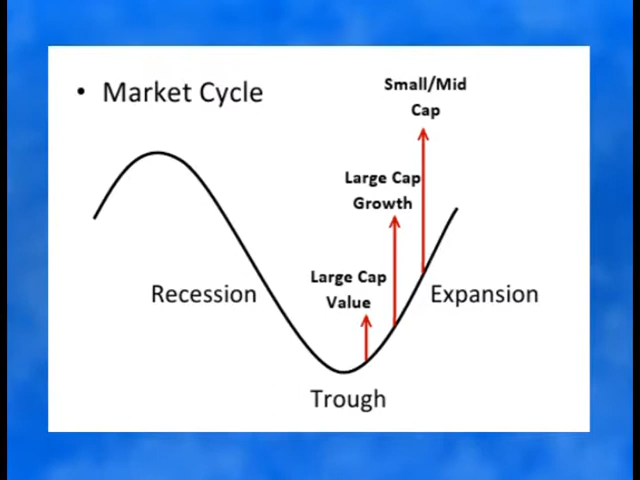 • Market Cycle
Small/Mid
Cap
Large Cap
Growth
Large Cap
Value
Recession
Expansion
Trough